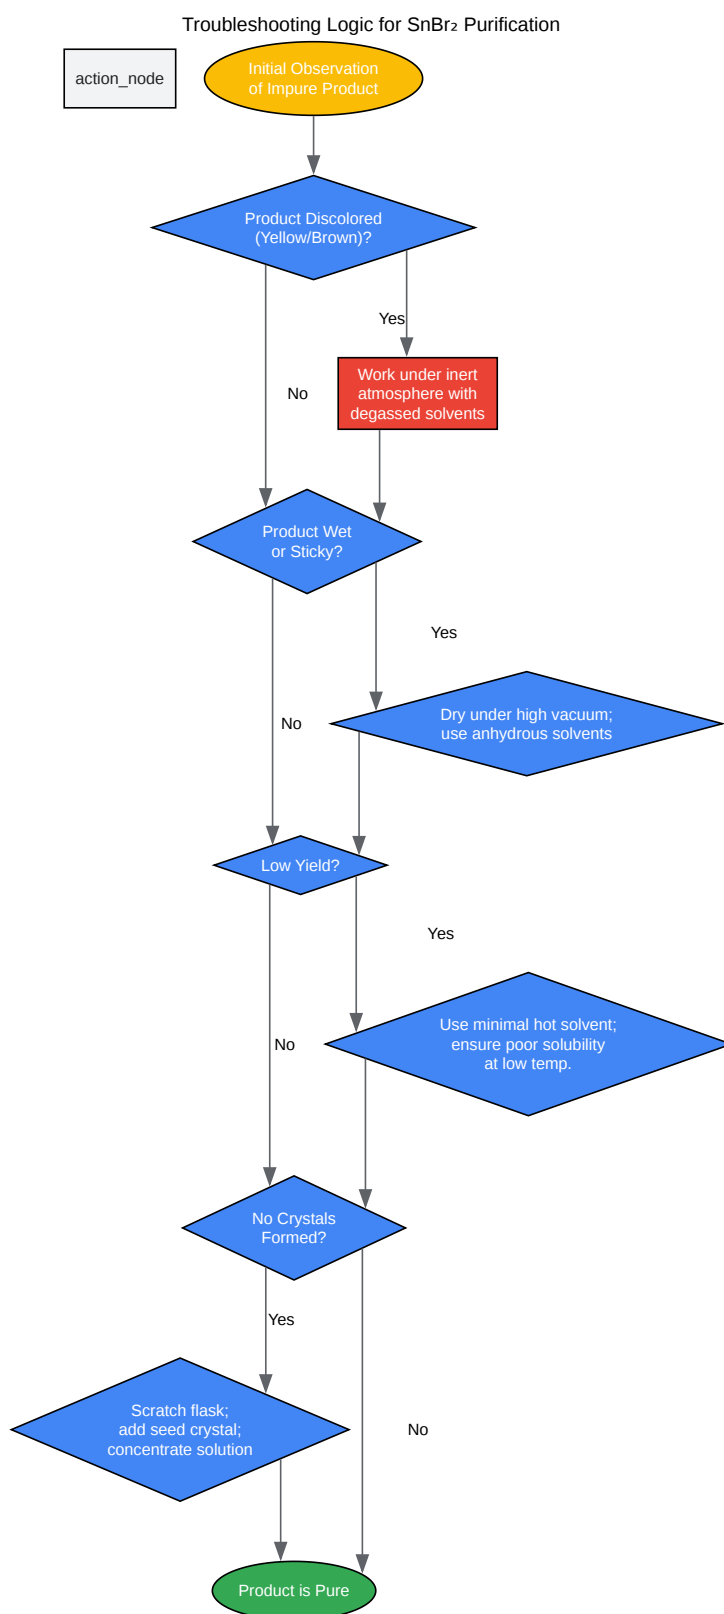 Troubleshooting Logic for SnBr₂ Purification
action_node
Initial Observation
of Impure Product
Product Discolored
(Yellow/Brown)?
Yes
Work under inert
atmosphere with
degassed solvents
No
Product Wet
or Sticky?
Yes
No
Dry under high vacuum;
use anhydrous solvents
Low Yield?
Yes
Use minimal hot solvent;
ensure poor solubility
at low temp.
No
No Crystals
Formed?
Yes
Scratch flask;
add seed crystal;
concentrate solution
No
Product is Pure